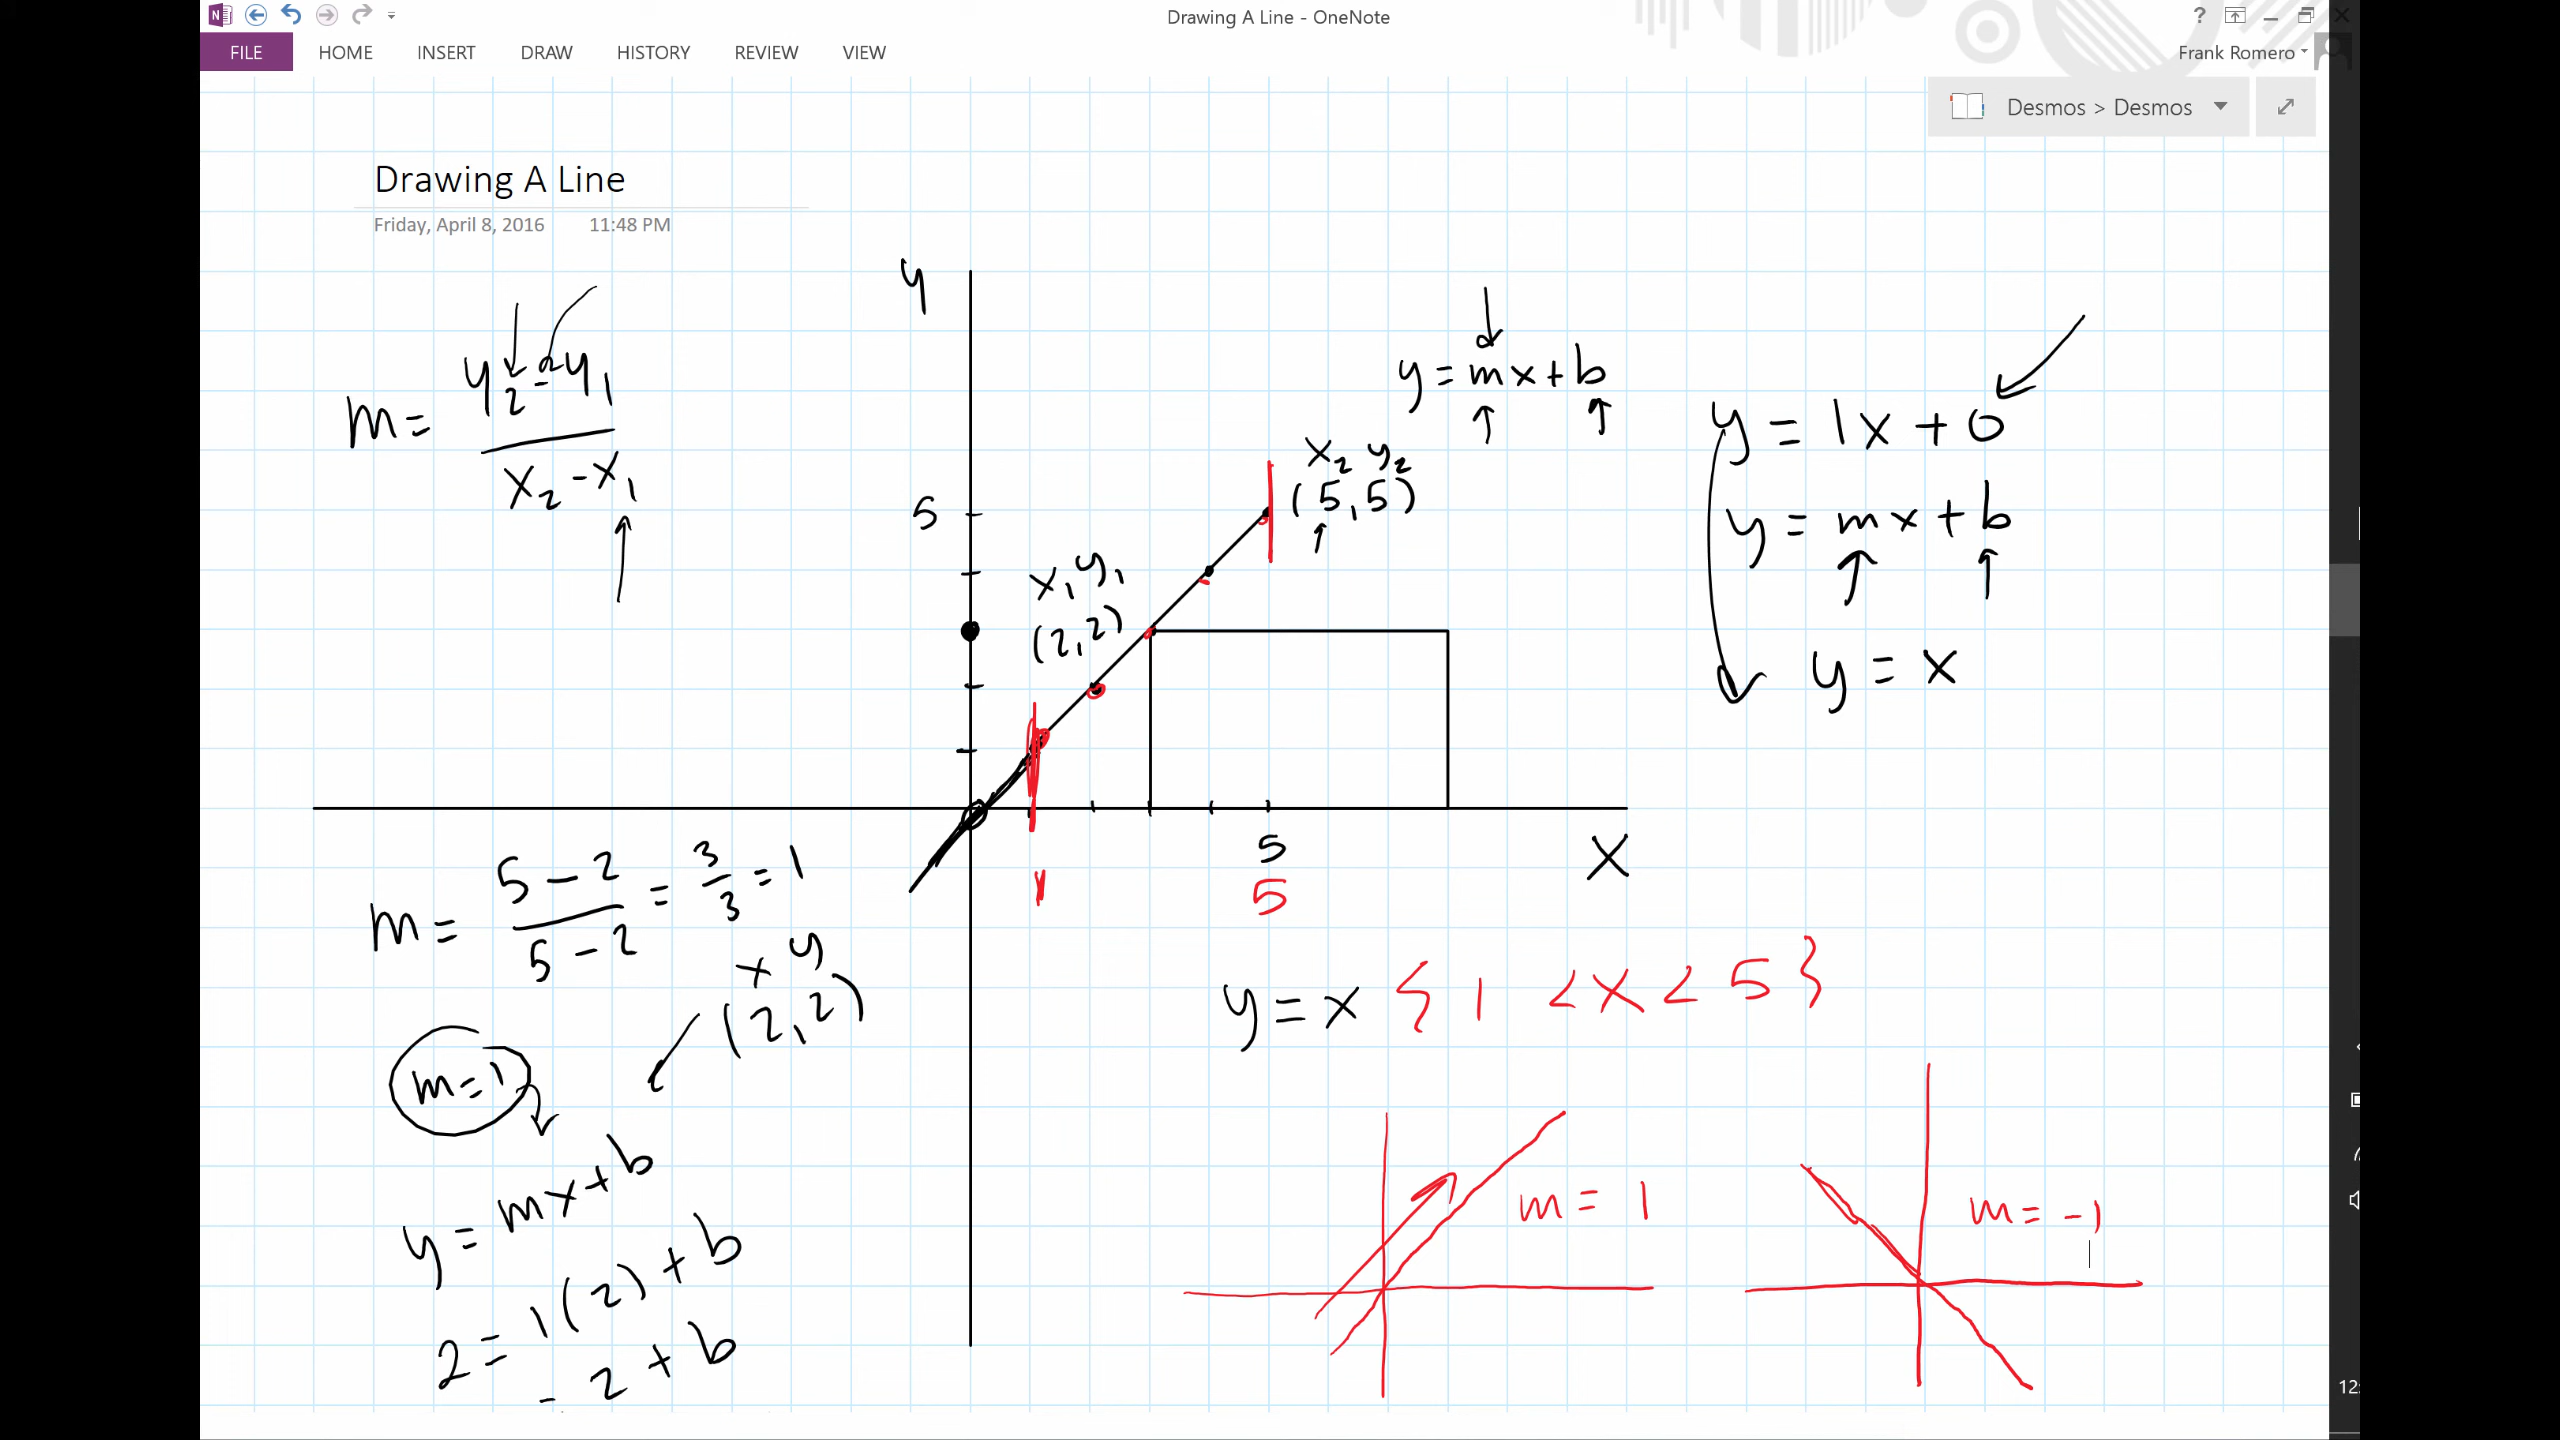 Drawing A Line - OneNote
?
FILE HOME INSERT DRAW HISTORY REVIEW VIEW
Frank Romero
Desmos > Desmos
Drawing A Line
Friday, April 8, 2016 11:48 PM
m = y2 - y1
x2 - x1
y
y = mx + b
y = 1x + 0
y = mx + b
y = x
x2 y2
(5,5)
5
x1 y1
(2,2)
5
5
1
X
m = 5 - 2 = 3 = 1
5 - 2 3
x y
(2,2)
m = 1
y = mx + b
2 = 1(2) + b
2 + b
y = x { 1 < x < 5 }
m = 1
m = -1
12: